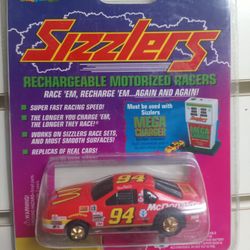 Sizzlers
RECHARGEABLE MOTORIZED RACERS
RACE 'EM, RECHARGE 'EM, ...AGAIN AND AGAIN!
• SUPER FAST RACING SPEED!
• THE LONGER YOU CHARGE 'EM,
THE LONGER THEY RACE!
• WORKS ON SIZZLERS RACE SETS,
AND MOST SMOOTH SURFACES!
• REPLICAS OF REAL CARS!
Must be used with
Sizzlers
MEGA
CHARGER
MEGA
94
94
McDonald's